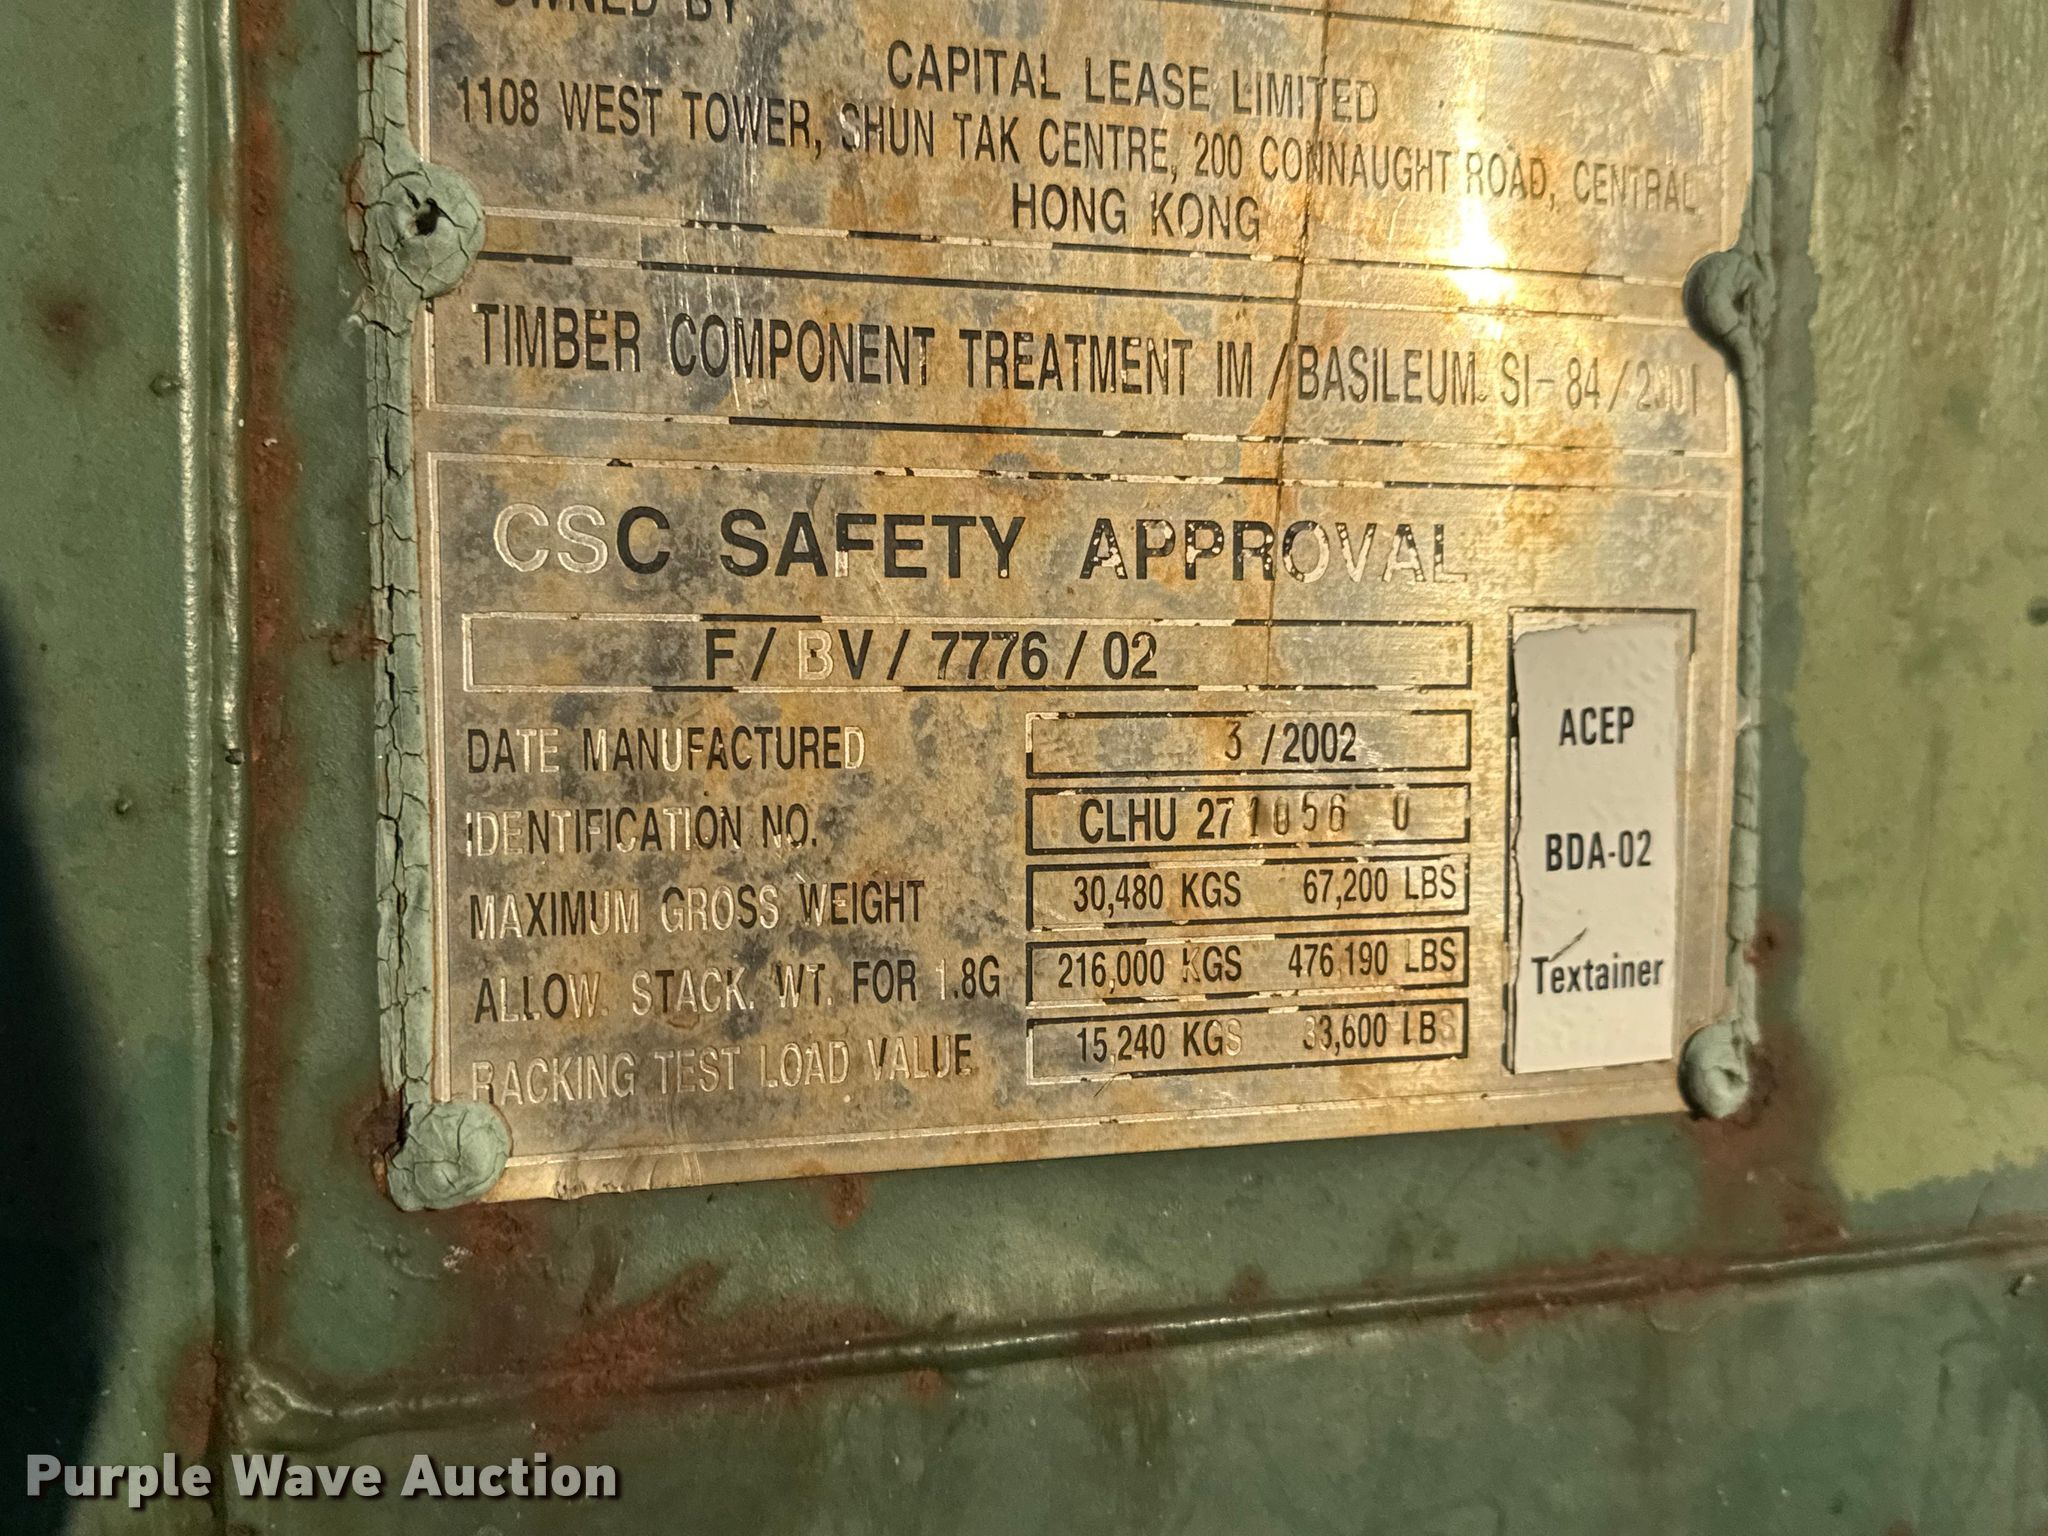 OWNED BY
CAPITAL LEASE LIMITED
1108 WEST TOWER, SHUN TAK CENTRE, 200 CONNAUGHT ROAD, CENTRAL,
HONG KONG
TIMBER COMPONENT TREATMENT IM / BASILEUM SI-84 / 2001
CSC SAFETY APPROVAL
F / BV / 7776 / 02
DATE MANUFACTURED 3 / 2002
IDENTIFICATION NO. CLHU 271056 0
MAXIMUM GROSS WEIGHT 30,480 KGS 67,200 LBS
ALLOW. STACK. WT. FOR 1.8G 216,000 KGS 476,190 LBS
RACKING TEST LOAD VALUE 15,240 KGS 33,600 LBS
ACEP
BDA-02
Textainer
Purple Wave Auction